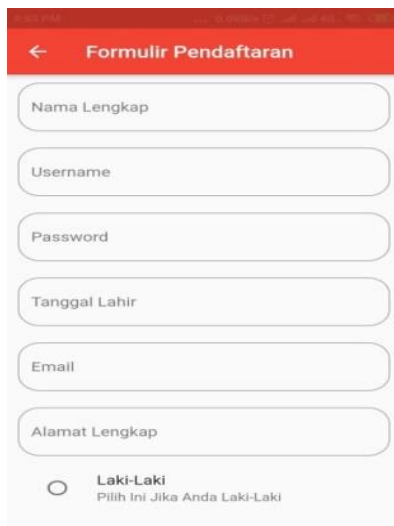 Formulir Pendaftaran
Nama Lengkap
Username
Password
Tanggal Lahir
Email
Alamat Lengkap
Laki-Laki
Pilih Ini Jika Anda Laki-Laki